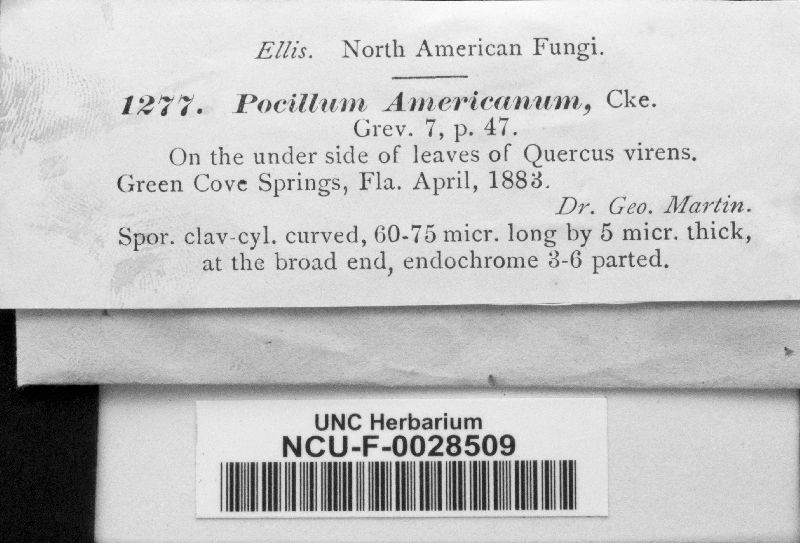 Ellis. North American Fungi.
1277. Pocillum Americanum, Cke.
Grev. 7, p. 47.
On the under side of leaves of Quercus virens.
Green Cove Springs, Fla. April, 1883.
Dr. Geo. Martin.
Spor. clav-cyl. curved, 60-75 micr. long by 5 micr. thick,
at the broad end, endochrome 3-6 parted.
UNC Herbarium
NCU-F-0028509